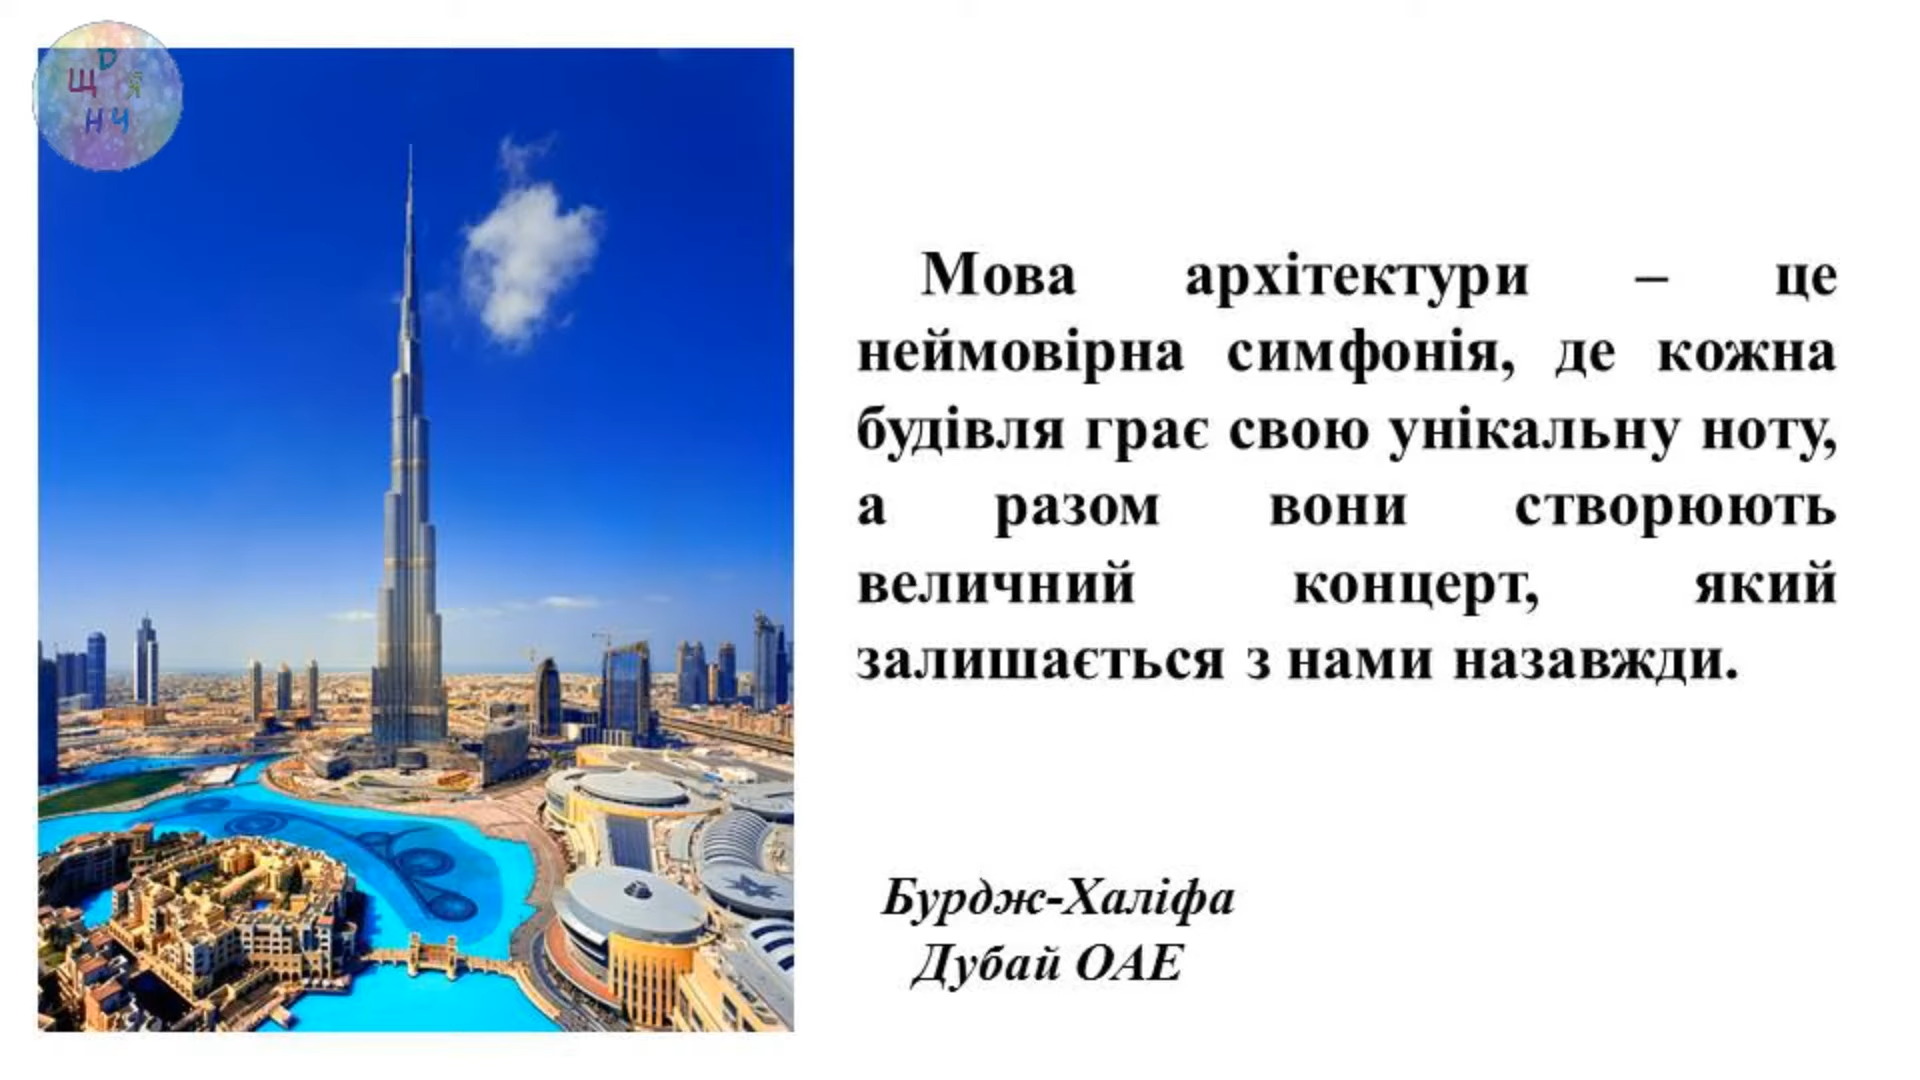 D
Щ Я
Н Ч
Мова архітектури – це
неймовірна симфонія, де кожна
будівля грає свою унікальну ноту,
а разом вони створюють
величний концерт, який
залишається з нами назавжди.
Бурдж-Халіфа
Дубай ОАЕ